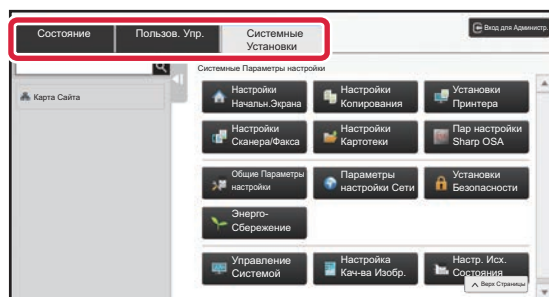 Состояние
Пользов. Упр.
Системные
Установки
Вход для Администр.
Карта Сайта
Системные Параметры настройки
Настройки
Начальн.Экрана
Настройки
Копирования
Установки
Принтера
Настройки
Сканера/Факса
Настройки
Картотеки
Пар настройки
Sharp OSA
Общие Параметры
настройки
Параметры
настройки Сети
Установки
Безопасности
Энерго-
Сбережение
Управление
Системой
Настройка
Кач-ва Изобр.
Настр. Исх.
Состояния
Верх Страницы